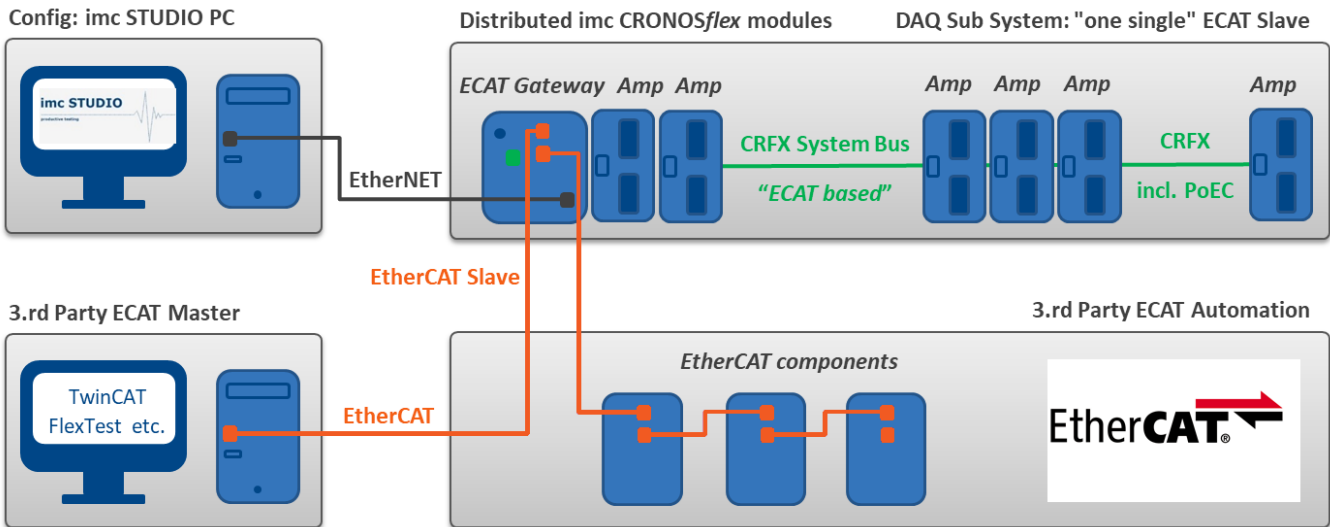 Config: imc STUDIO PC
Distributed imc CRONOSflex modules
DAQ Sub System: "one single" ECAT Slave
ECAT Gateway
Amp
Amp
Amp
Amp
Amp
Amp
imc STUDIO
productive testing
EtherNET
CRFX System Bus
“ECAT based”
CRFX
incl. PoEC
EtherCAT Slave
3.rd Party ECAT Master
3.rd Party ECAT Automation
EtherCAT components
TwinCAT
FlexTest etc.
EtherCAT
EtherCAT®